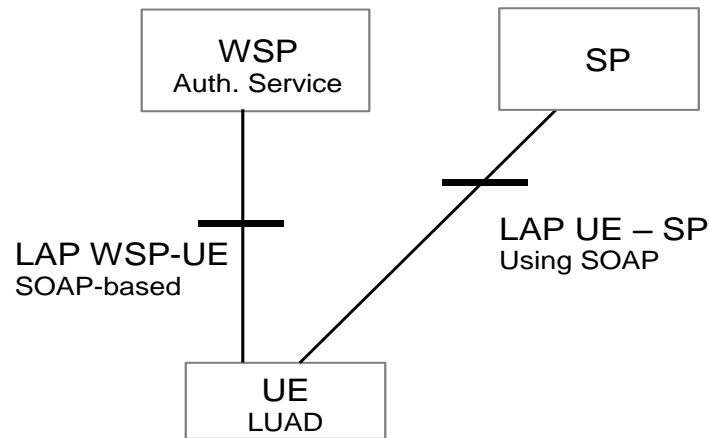 WSP
Auth. Service
SP
LAP WSP-UE
SOAP-based
LAP UE – SP
Using SOAP
UE
LUAD